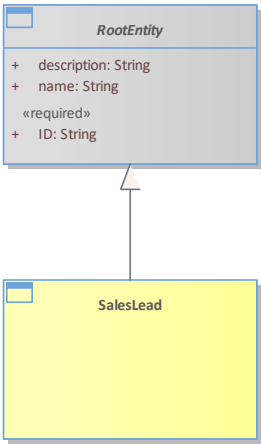 RootEntity
+ description: String
+ name: String
«required»
+ ID: String
SalesLead